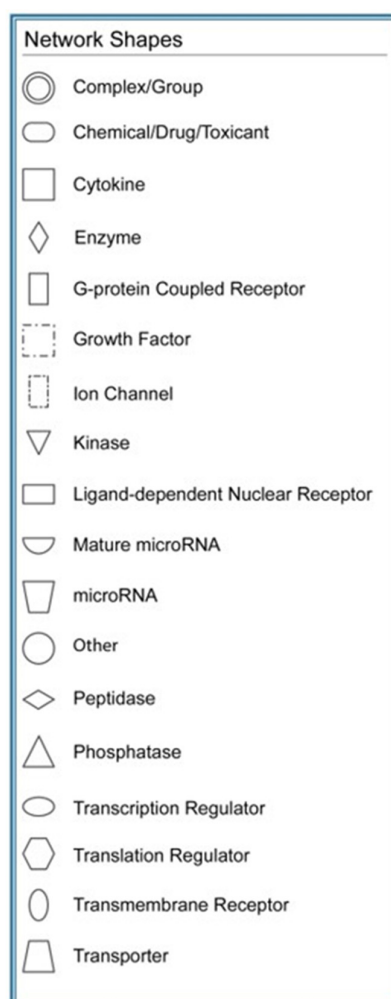 Network Shapes
Complex/Group
Chemical/Drug/Toxicant
Cytokine
Enzyme
G-protein Coupled Receptor
Growth Factor
Ion Channel
Kinase
Ligand-dependent Nuclear Receptor
Mature microRNA
microRNA
Other
Peptidase
Phosphatase
Transcription Regulator
Translation Regulator
Transmembrane Receptor
Transporter